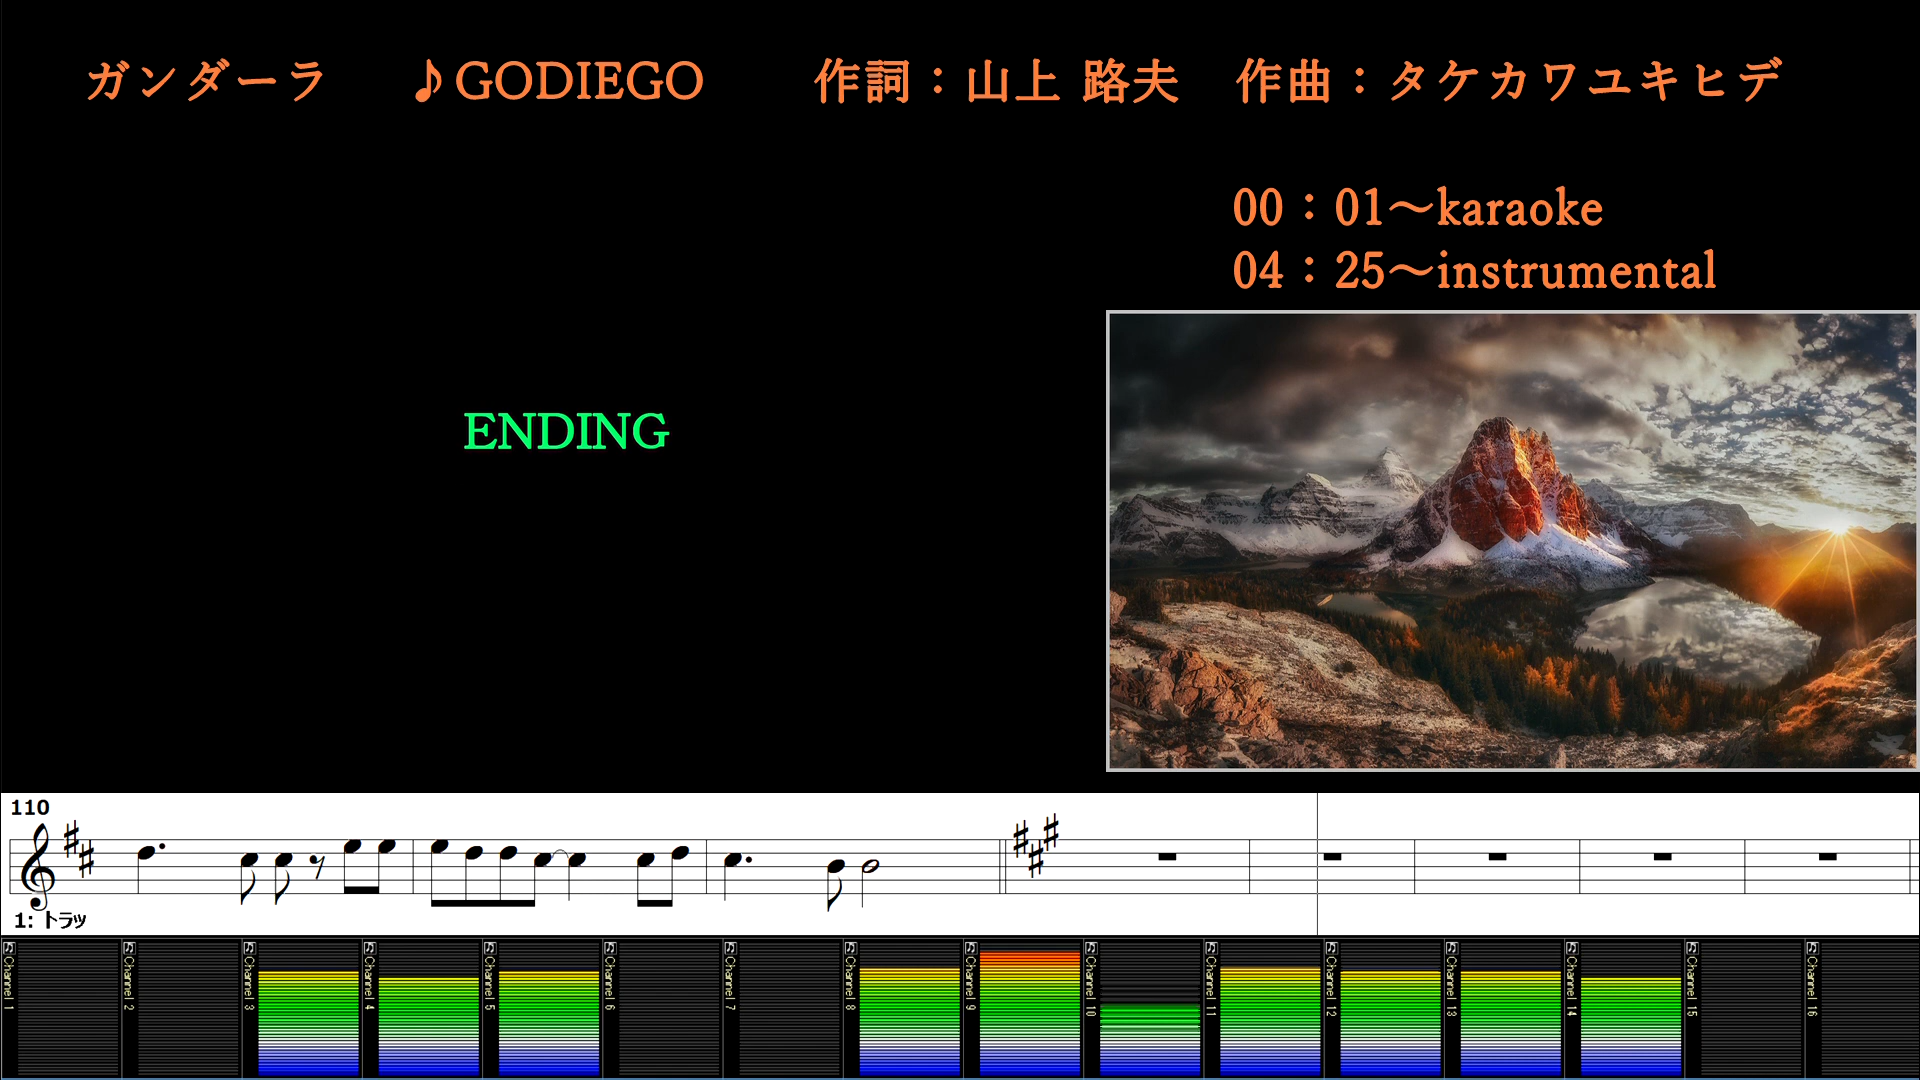 ガンダーラ ♪GODIEGO 作詞：山上 路夫 作曲：タケカワユキヒデ
00：01～karaoke
04：25～instrumental
ENDING
110
1: トラッ
Channel 1
Channel 2
Channel 3
Channel 4
Channel 5
Channel 6
Channel 7
Channel 8
Channel 9
Channel 10
Channel 11
Channel 12
Channel 13
Channel 14
Channel 15
Channel 16